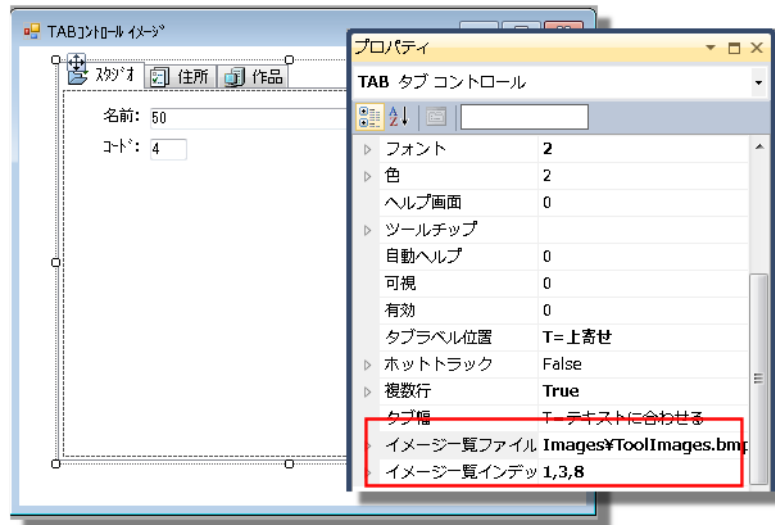 TABｺﾝﾄﾛｰﾙ ｲﾒｰｼﾞ
ｽﾀｼﾞｵ 住所 作品
名前: 50
ｺｰﾄﾞ: 4
プロパティ
TAB タブ コントロール
フォント 2
色 2
ヘルプ画面 0
ツールチップ
自動ヘルプ 0
可視 0
有効 0
タブラベル位置 T=上寄せ
ホットトラック False
複数行 True
タブ幅 T=テキストに合わせる
イメージ一覧ファイル Images¥ToolImages.bmp
イメージ一覧インデッ 1,3,8